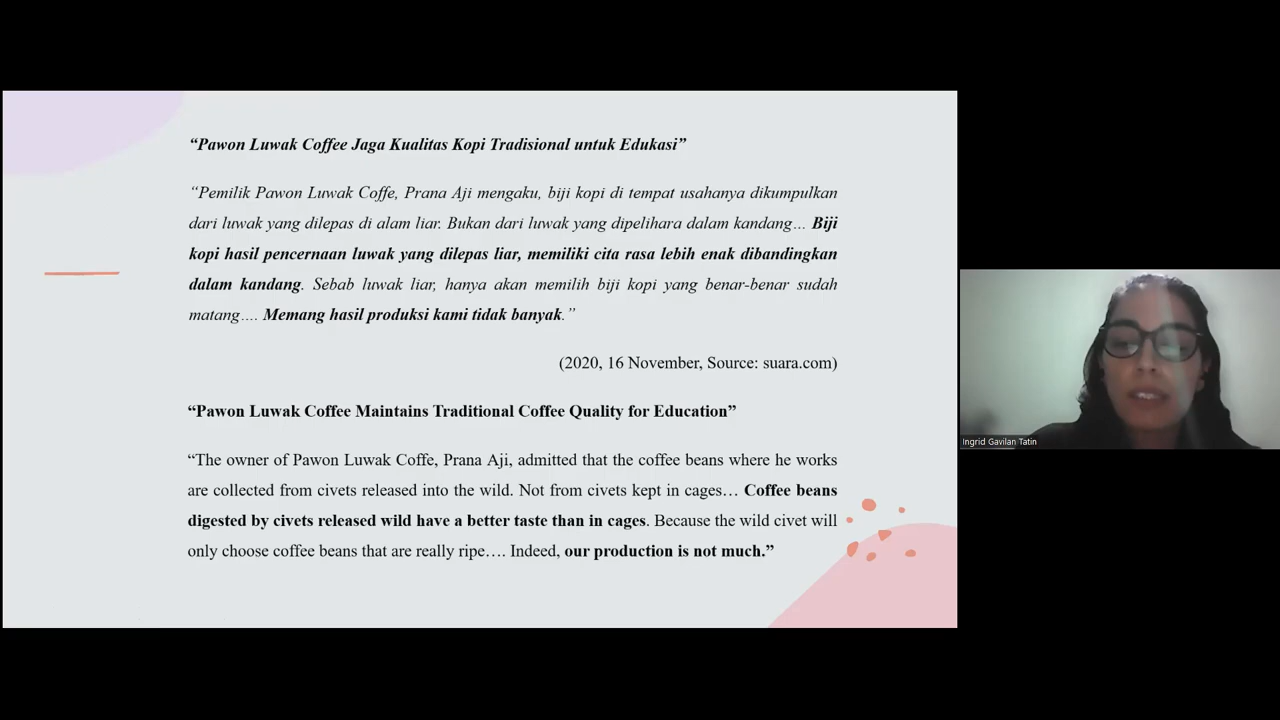 “Pawon Luwak Coffee Jaga Kualitas Kopi Tradisional untuk Edukasi”
“Pemilik Pawon Luwak Coffe, Prana Aji mengaku, biji kopi di tempat usahanya dikumpulkan
dari luwak yang dilepas di alam liar. Bukan dari luwak yang dipelihara dalam kandang… Biji
kopi hasil pencernaan luwak yang dilepas liar, memiliki cita rasa lebih enak dibandingkan
dalam kandang. Sebab luwak liar, hanya akan memilih biji kopi yang benar-benar sudah
matang…. Memang hasil produksi kami tidak banyak.”
(2020, 16 November, Source: suara.com)
“Pawon Luwak Coffee Maintains Traditional Coffee Quality for Education”
“The owner of Pawon Luwak Coffe, Prana Aji, admitted that the coffee beans where he works
are collected from civets released into the wild. Not from civets kept in cages… Coffee beans
digested by civets released wild have a better taste than in cages. Because the wild civet will
only choose coffee beans that are really ripe…. Indeed, our production is not much.”
Ingrid Gavilan Tatin